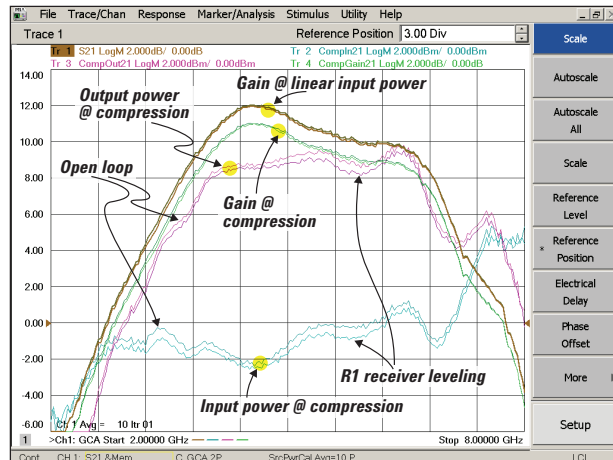 File Trace/Chan Response Marker/Analysis Stimulus Utility Help
Trace 1
Reference Position 3.00 Div
Tr 1 S21 LogM 2.000dB/ 0.00dB
Tr 2 CompIn21 LogM 2.000dBm/ 0.00dBm
Tr 3 CompOut21 LogM 2.000dBm/ 0.00dBm
Tr 4 CompGain21 LogM 2.000dB/ 0.00dB
14.00
12.00
10.00
8.00
6.00
4.00
2.00
0.00
-2.00
-4.00
-6.00
Gain @ linear input power
Output power
@ compression
Open loop
Gain @
compression
R1 receiver leveling
Input power @ compression
Ch 1 Avg = 10 Itr 01
1 >Ch1: GCA Start 2.00000 GHz
Stop 8.00000 GHz
Cont. CH 1: S21 &Mem C GCA 2P SrcPwrCal Avg=10 P LCL
Scale
Autoscale
Autoscale
All
Scale
Reference
Level
* Reference
Position
Electrical
Delay
Phase
Offset
More
Setup